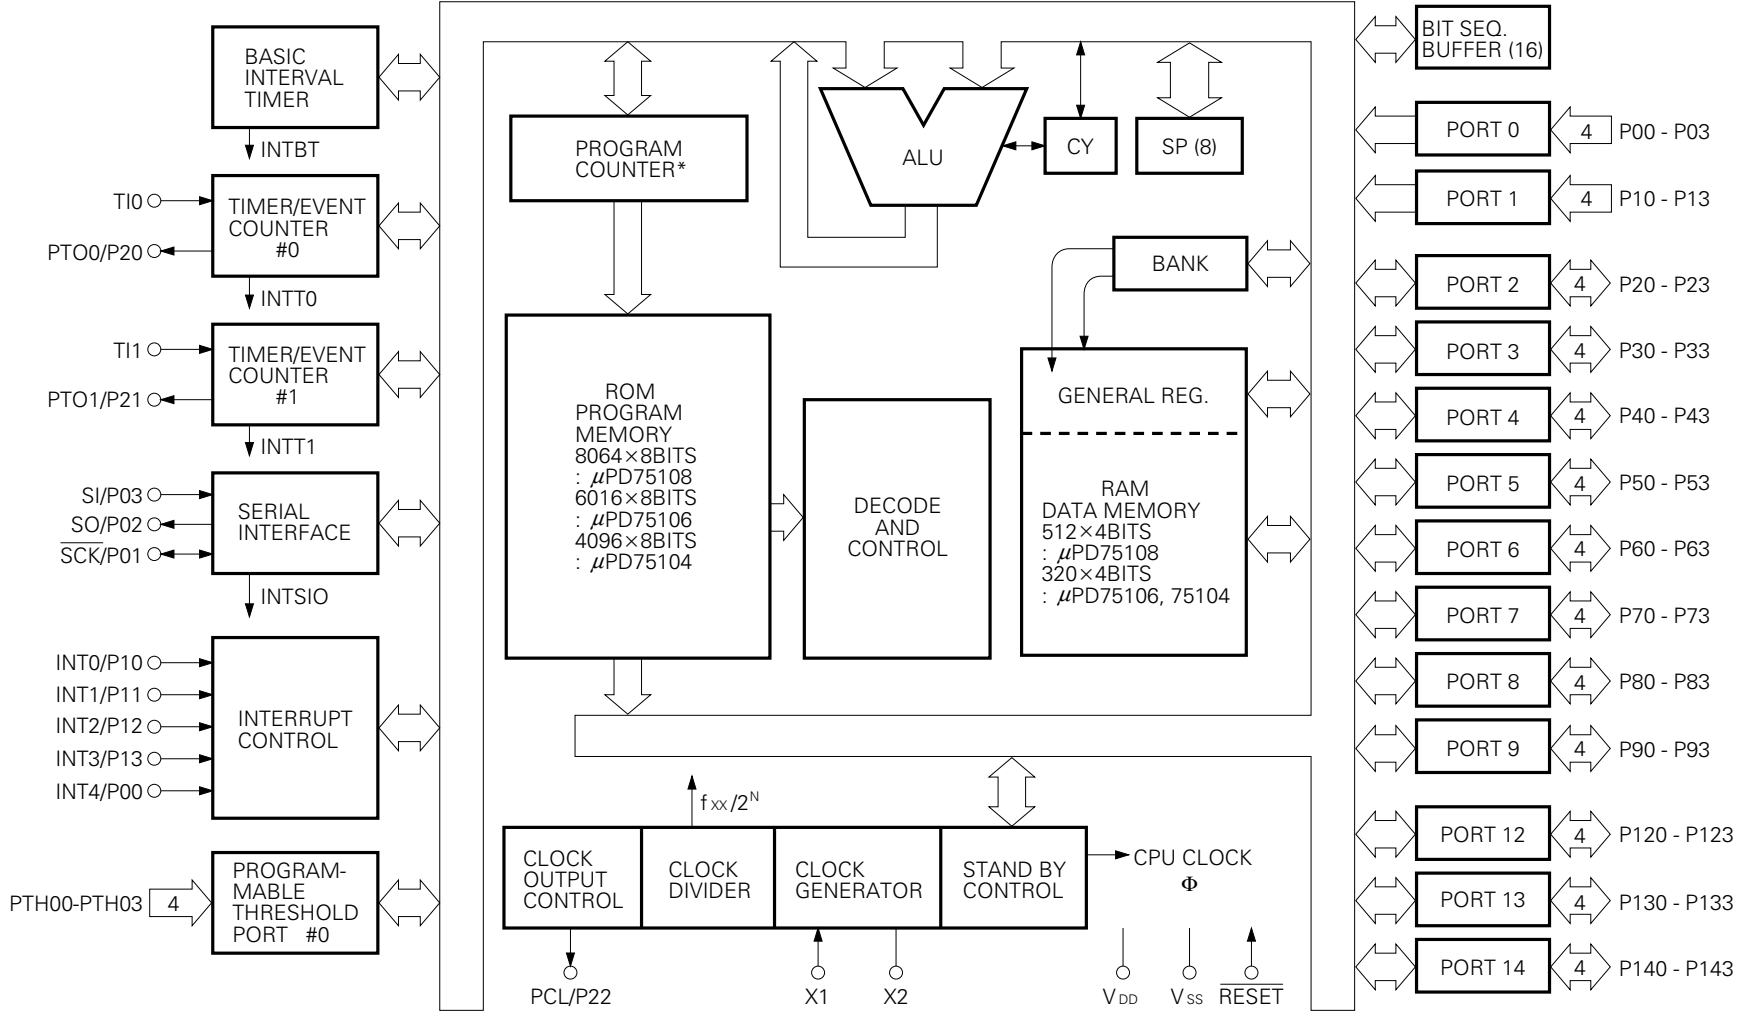 BASIC
INTERVAL
TIMER
INTBT
TI0
PTO0/P20
TIMER/EVENT
COUNTER
#0
INTT0
TI1
PTO1/P21
TIMER/EVENT
COUNTER
#1
INTT1
SI/P03
SO/P02
SCK/P01
SERIAL
INTERFACE
INTSIO
INT0/P10
INT1/P11
INT2/P12
INT3/P13
INT4/P00
INTERRUPT
CONTROL
PTH00-PTH03
4
PROGRAM-
MABLE
THRESHOLD
PORT #0
PROGRAM
COUNTER*
ALU
CY
SP (8)
BANK
ROM
PROGRAM
MEMORY
8064×8BITS
: μPD75108
6016×8BITS
: μPD75106
4096×8BITS
: μPD75104
DECODE
AND
CONTROL
GENERAL REG.
RAM
DATA MEMORY
512×4BITS
: μPD75108
320×4BITS
: μPD75106, 75104
fxx/2ᴺ
CLOCK
OUTPUT
CONTROL
CLOCK
DIVIDER
CLOCK
GENERATOR
STAND BY
CONTROL
CPU CLOCK
Φ
PCL/P22
X1
X2
VDD
VSS
RESET
BIT SEQ.
BUFFER (16)
PORT 0
4
P00 - P03
PORT 1
4
P10 - P13
PORT 2
4
P20 - P23
PORT 3
4
P30 - P33
PORT 4
4
P40 - P43
PORT 5
4
P50 - P53
PORT 6
4
P60 - P63
PORT 7
4
P70 - P73
PORT 8
4
P80 - P83
PORT 9
4
P90 - P93
PORT 12
4
P120 - P123
PORT 13
4
P130 - P133
PORT 14
4
P140 - P143